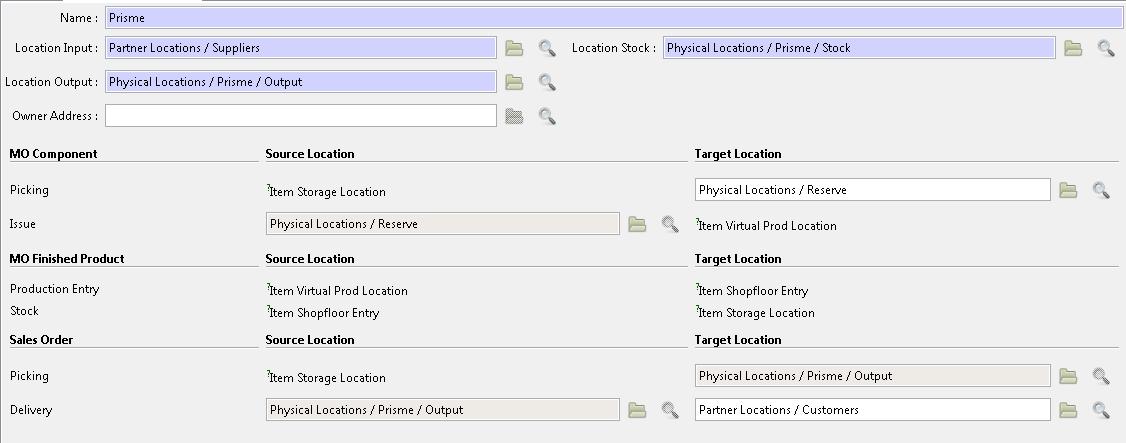 Name : Prisme
Location Input : Partner Locations / Suppliers Location Stock : Physical Locations / Prisme / Stock
Location Output : Physical Locations / Prisme / Output
Owner Address :
MO Component Source Location Target Location
Picking ?Item Storage Location Physical Locations / Reserve
Issue Physical Locations / Reserve ?Item Virtual Prod Location
MO Finished Product Source Location Target Location
Production Entry ?Item Virtual Prod Location ?Item Shopfloor Entry
Stock ?Item Shopfloor Entry ?Item Storage Location
Sales Order Source Location Target Location
Picking ?Item Storage Location Physical Locations / Prisme / Output
Delivery Physical Locations / Prisme / Output Partner Locations / Customers